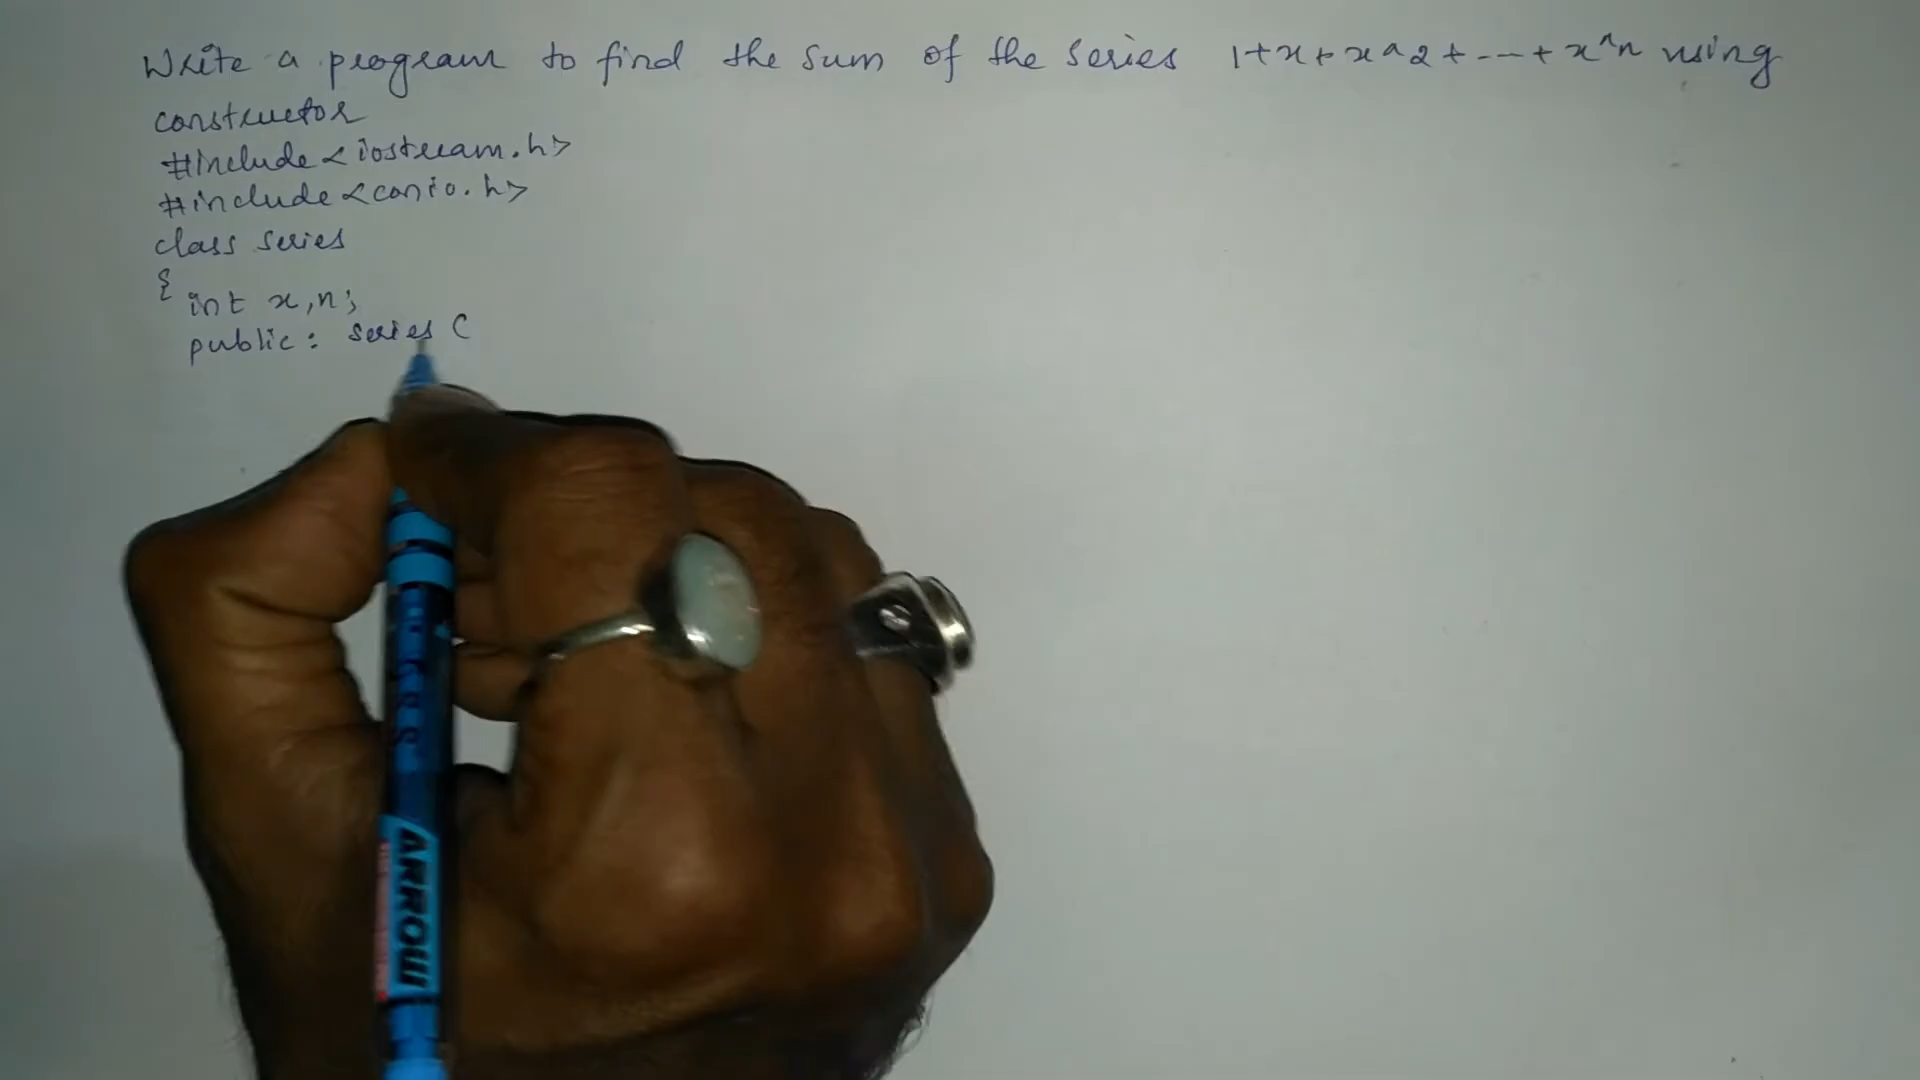 Write a program to find the sum of the series 1+x+x^2+---+x^n using
constructor
#include<iostream.h>
#include<conio.h>
class series
{
int x,n;
public: series (
ARROW